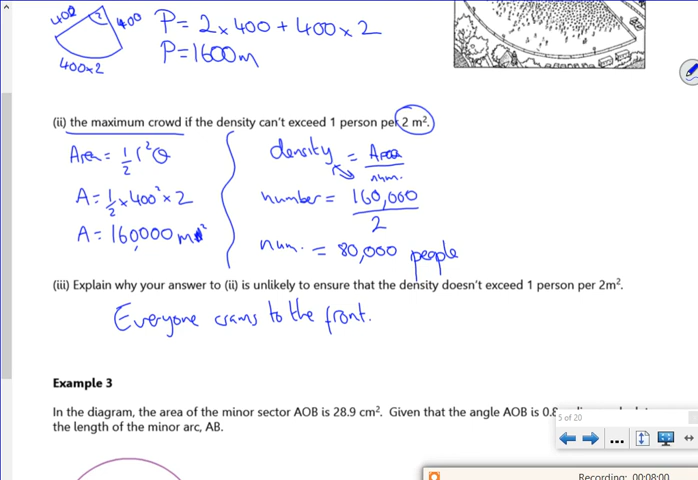 400 2 400 P = 2 × 400 + 400 × 2
400×2 P = 1600m
(ii) the maximum crowd if the density can't exceed 1 person per 2 m².
Area = ½ r²θ density = Area / num.
A = ½ × 400² × 2 number = 160,000 / 2
A = 160,000 m² num. = 80,000 people
(iii) Explain why your answer to (ii) is unlikely to ensure that the density doesn't exceed 1 person per 2m².
Everyone crams to the front.
Example 3
In the diagram, the area of the minor sector AOB is 28.9 cm². Given that the angle AOB is 0.8
the length of the minor arc, AB.
5 of 20
...
Recording: 00:08:00